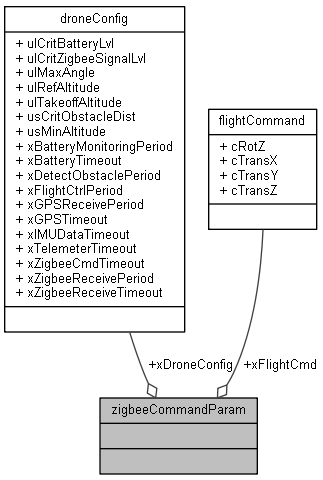 droneConfig
+ ulCritBatteryLvl
+ ulCritZigbeeSignalLvl
+ ulMaxAngle
+ ulRefAltitude
+ ulTakeoffAltitude
+ usCritObstacleDist
+ usMinAltitude
+ xBatteryMonitoringPeriod
+ xBatteryTimeout
+ xDetectObstaclePeriod
+ xFlightCtrlPeriod
+ xGPSReceivePeriod
+ xGPSTimeout
+ xIMUDataTimeout
+ xTelemeterTimeout
+ xZigbeeCmdTimeout
+ xZigbeeReceivePeriod
+ xZigbeeReceiveTimeout
flightCommand
+ cRotZ
+ cTransX
+ cTransY
+ cTransZ
+xDroneConfig
+xFlightCmd
zigbeeCommandParam